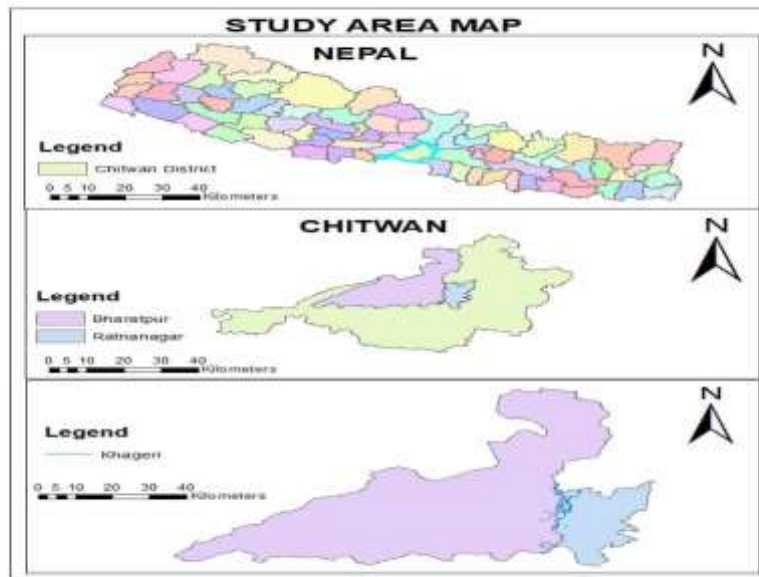 STUDY AREA MAP
NEPAL
N
Legend
Chitwan District
0 5 10 20 30 40
Kilometers
CHITWAN
N
Legend
Bharatpur
Ratnanagar
0 5 10 20 30 40
Kilometers
N
Legend
Khageri
0 5 10 20 30 40
Kilometers